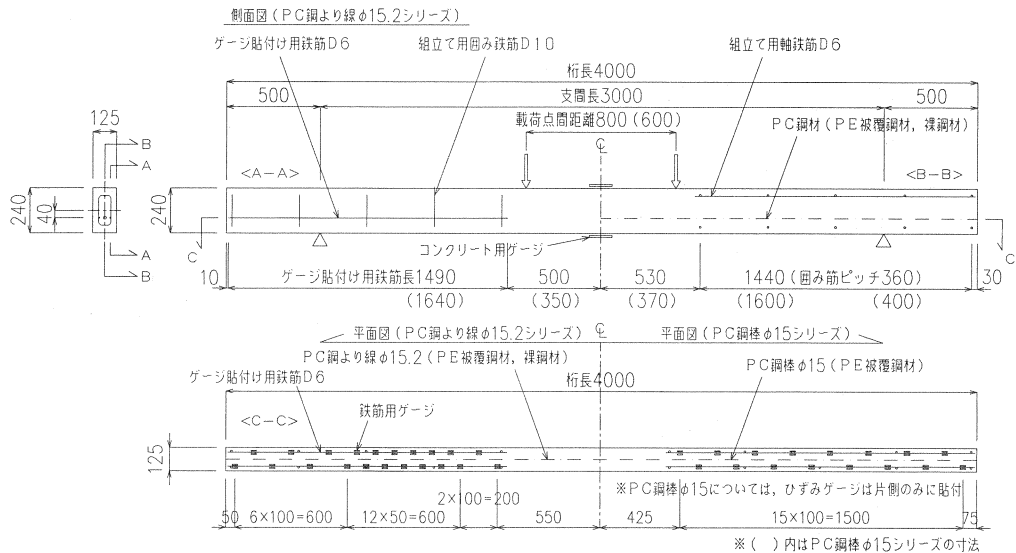 側面図(PC鋼より線φ15.2シリーズ)
ゲージ貼付け用鉄筋D6 組立て用囲み鉄筋D10 組立て用軸鉄筋D6
桁長4000
500 支間長3000 500
125 載荷点間距離800(600) PC鋼材(PE被覆鋼材,裸鋼材)
℄
B
A <A-A> <B-B>
240 40 240
A
B
C コンクリート用ゲージ C
10 ゲージ貼付け用鉄筋長1490 500 530 1440(囲み筋ピッチ360) 30
(1640) (350) (370) (1600) (400)
平面図(PC鋼より線φ15.2シリーズ) ℄ 平面図(PC鋼棒φ15シリーズ)
PC鋼より線φ15.2(PE被覆鋼材,裸鋼材) PC鋼棒φ15(PE被覆鋼材)
ゲージ貼付け用鉄筋D6 桁長4000
鉄筋用ゲージ
<C-C>
125
※PC鋼棒φ15については,ひずみゲージは片側のみに貼付
2×100=200
50 6×100=600 12×50=600 550 425 15×100=1500 75
※( )内はPC鋼棒φ15シリーズの寸法